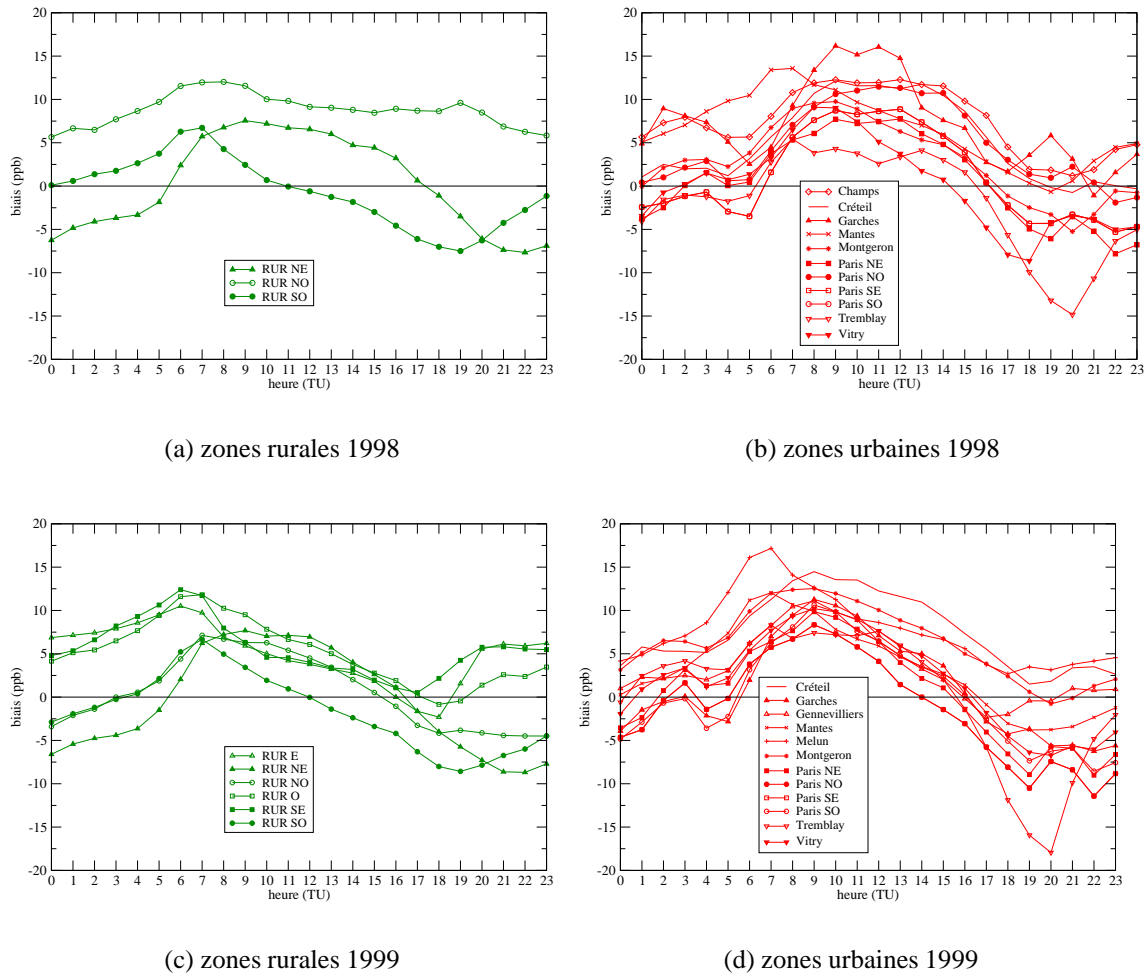 20
15
10
5
0
-5
-10
-15
-20
biais (ppb)
0 1 2 3 4 5 6 7 8 9 10 11 12 13 14 15 16 17 18 19 20 21 22 23
heure (TU)
RUR NE
RUR NO
RUR SO
(a) zones rurales 1998
20
15
10
5
0
-5
-10
-15
-20
biais (ppb)
0 1 2 3 4 5 6 7 8 9 10 11 12 13 14 15 16 17 18 19 20 21 22 23
heure (TU)
Champs
Créteil
Garches
Mantes
Montgeron
Paris NE
Paris NO
Paris SE
Paris SO
Tremblay
Vitry
(b) zones urbaines 1998
20
15
10
5
0
-5
-10
-15
-20
biais (ppb)
0 1 2 3 4 5 6 7 8 9 10 11 12 13 14 15 16 17 18 19 20 21 22 23
heure (TU)
RUR E
RUR NE
RUR NO
RUR O
RUR SE
RUR SO
(c) zones rurales 1999
20
15
10
5
0
-5
-10
-15
-20
biais (ppb)
0 1 2 3 4 5 6 7 8 9 10 11 12 13 14 15 16 17 18 19 20 21 22 23
heure (TU)
Créteil
Garches
Gennevilliers
Mantes
Melun
Montgeron
Paris NE
Paris NO
Paris SE
Paris SO
Tremblay
Vitry
(d) zones urbaines 1999